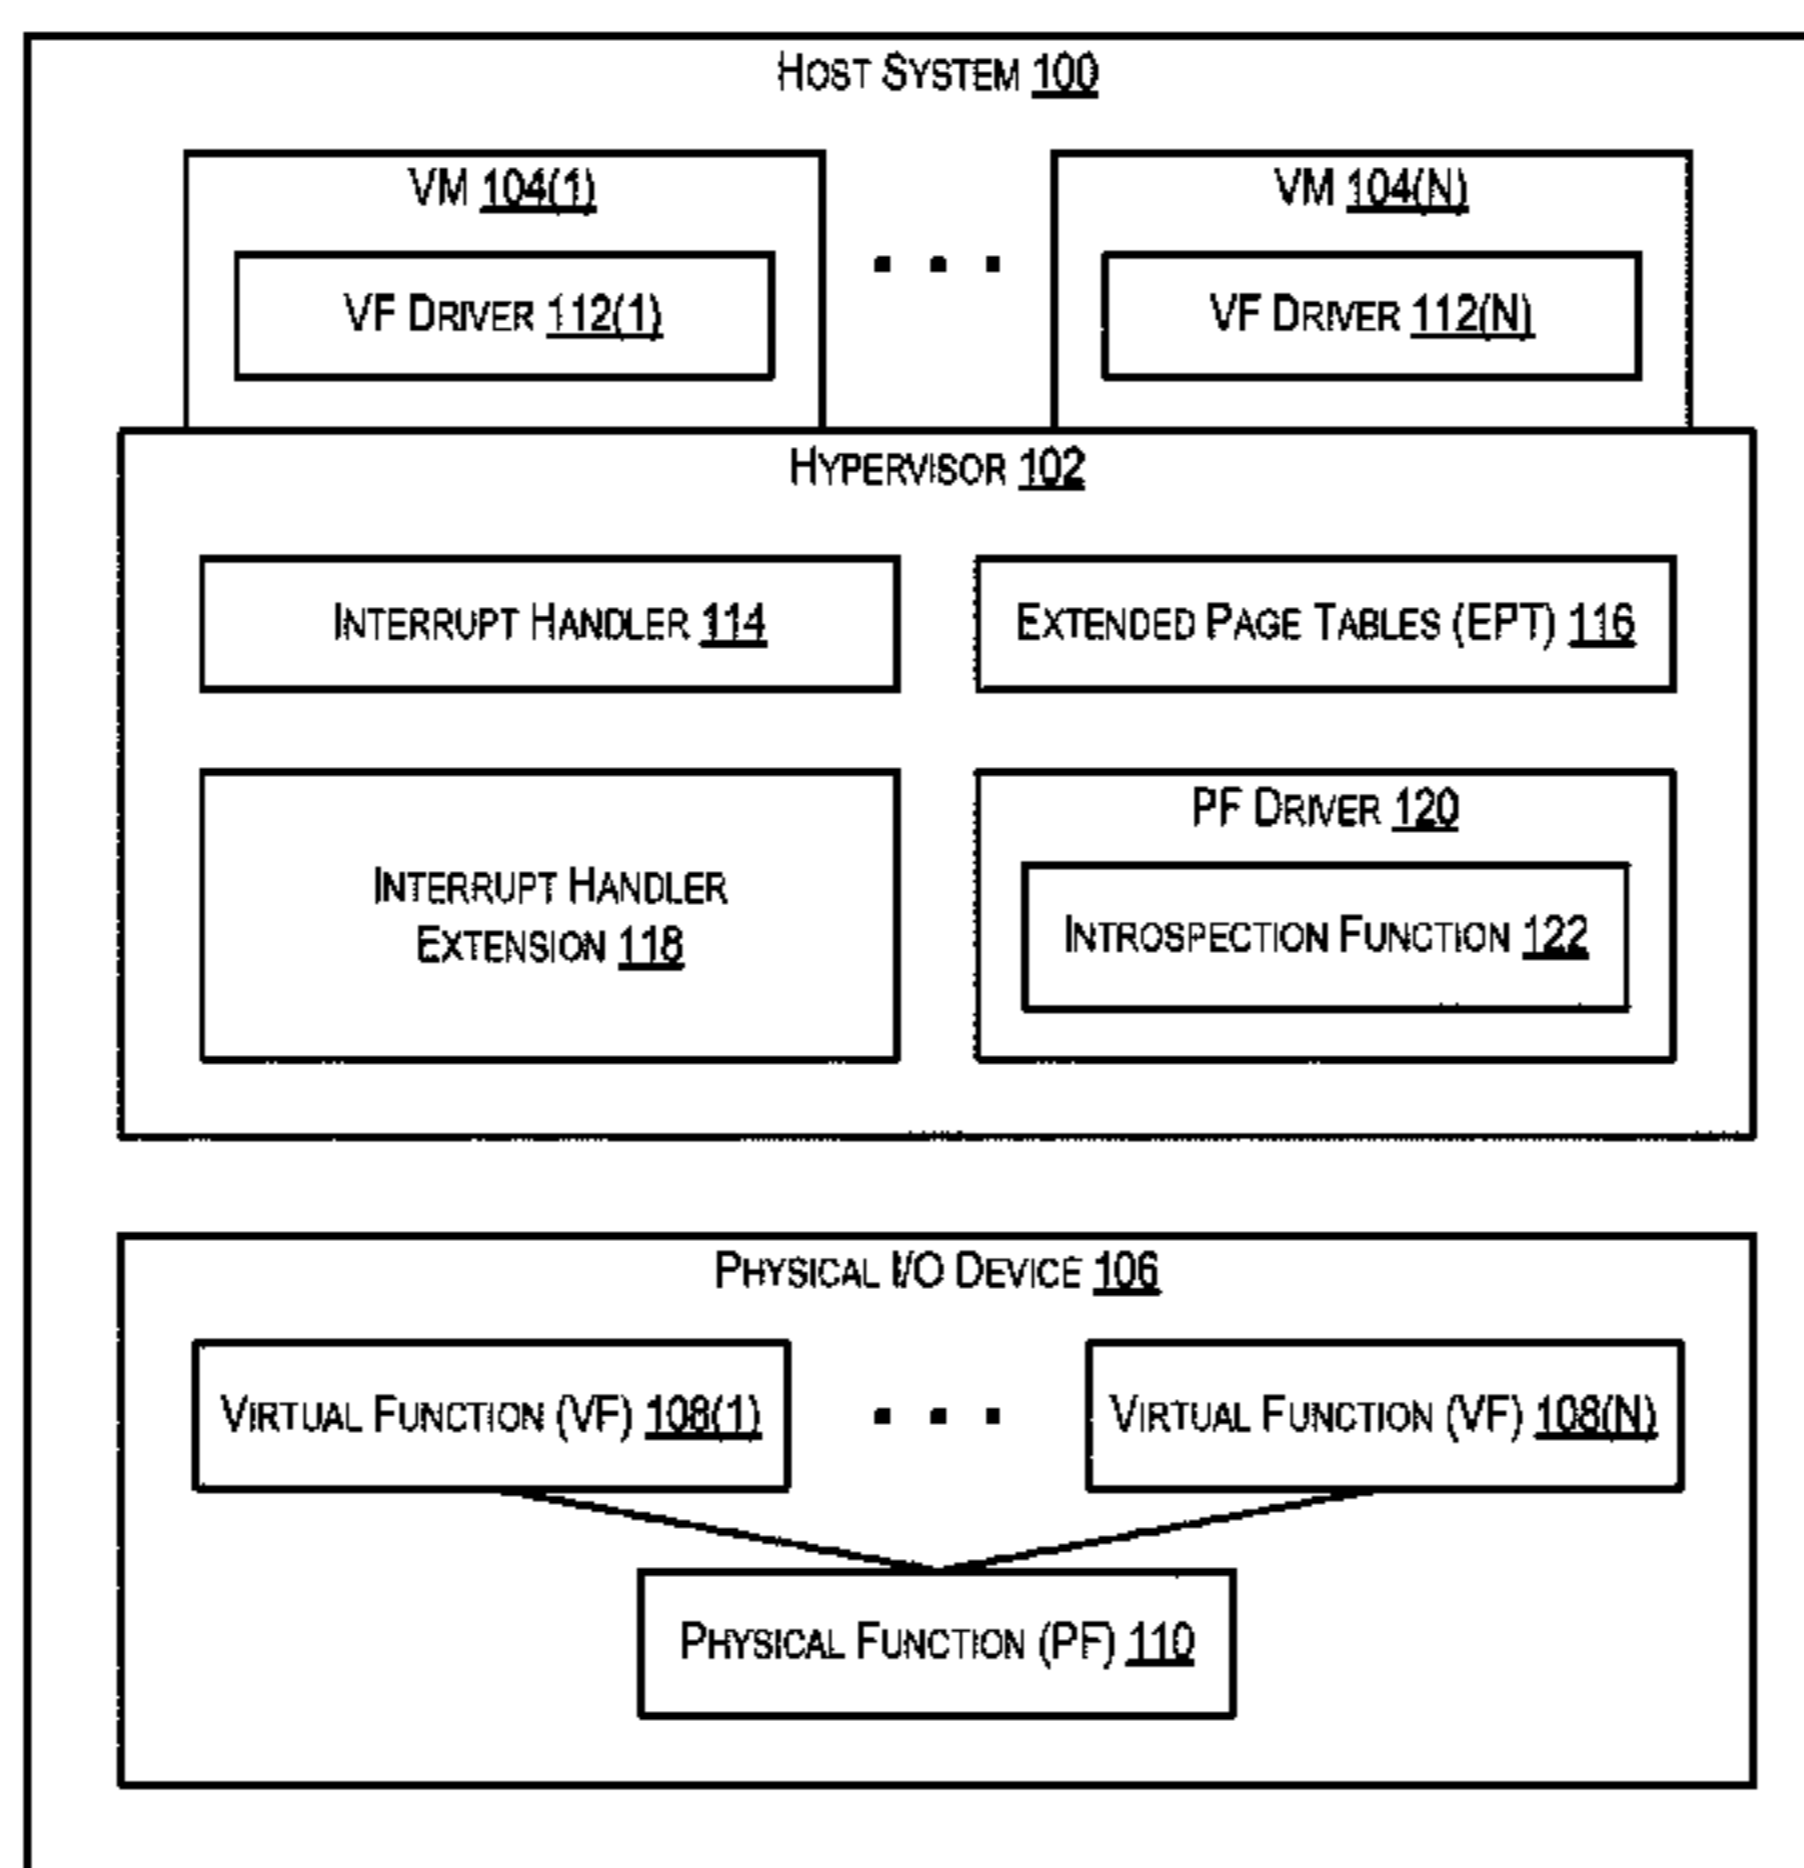 HOST SYSTEM 100
VM 104(1)
VM 104(N)
VF DRIVER 112(1)
VF DRIVER 112(N)
HYPERVISOR 102
INTERRUPT HANDLER 114
EXTENDED PAGE TABLES (EPT) 116
INTERRUPT HANDLER
EXTENSION 118
PF DRIVER 120
INTROSPECTION FUNCTION 122
PHYSICAL I/O DEVICE 106
VIRTUAL FUNCTION (VF) 108(1)
VIRTUAL FUNCTION (VF) 108(N)
PHYSICAL FUNCTION (PF) 110